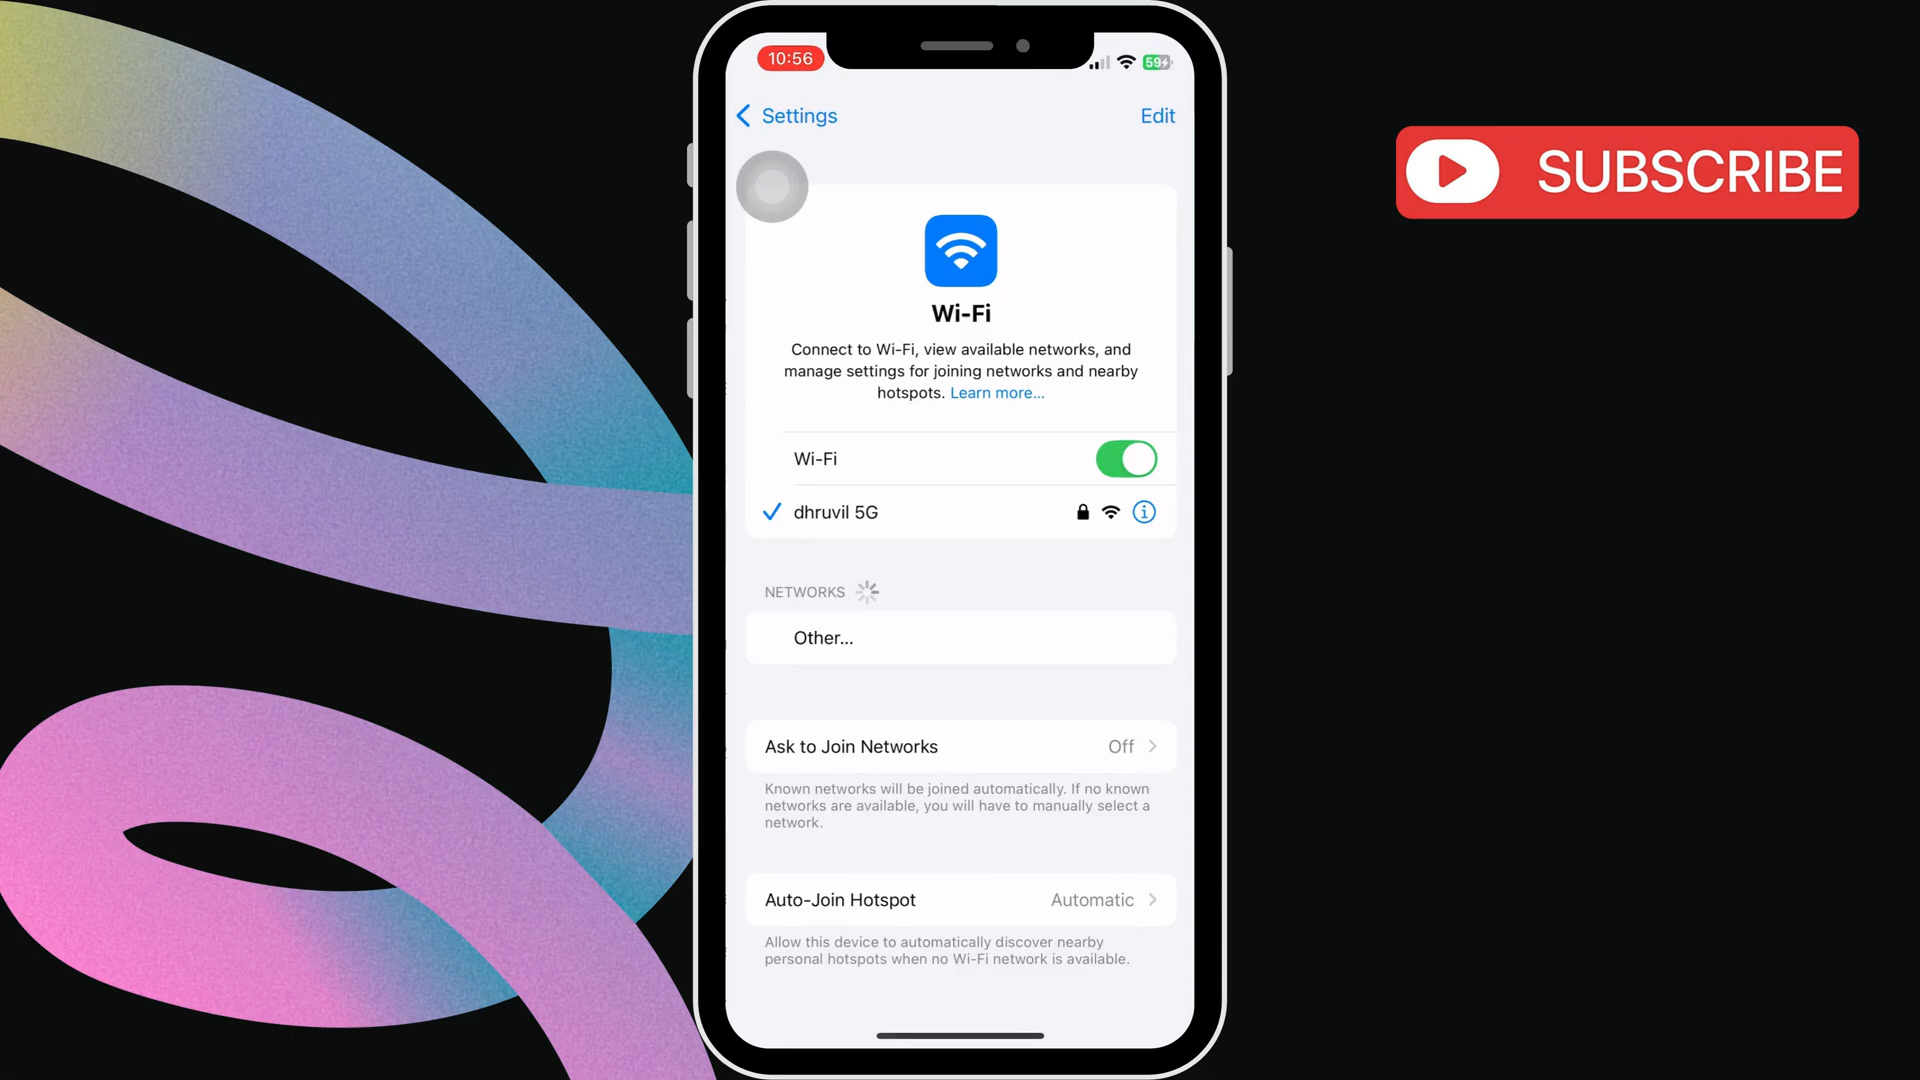 10:56
59
Settings
Edit
SUBSCRIBE
Wi-Fi
Connect to Wi-Fi, view available networks, and
manage settings for joining networks and nearby
hotspots. Learn more...
Wi-Fi
dhruvil 5G
NETWORKS
Other...
Ask to Join Networks
Off
Known networks will be joined automatically. If no known
networks are available, you will have to manually select a
network.
Auto-Join Hotspot
Automatic
Allow this device to automatically discover nearby
personal hotspots when no Wi-Fi network is available.